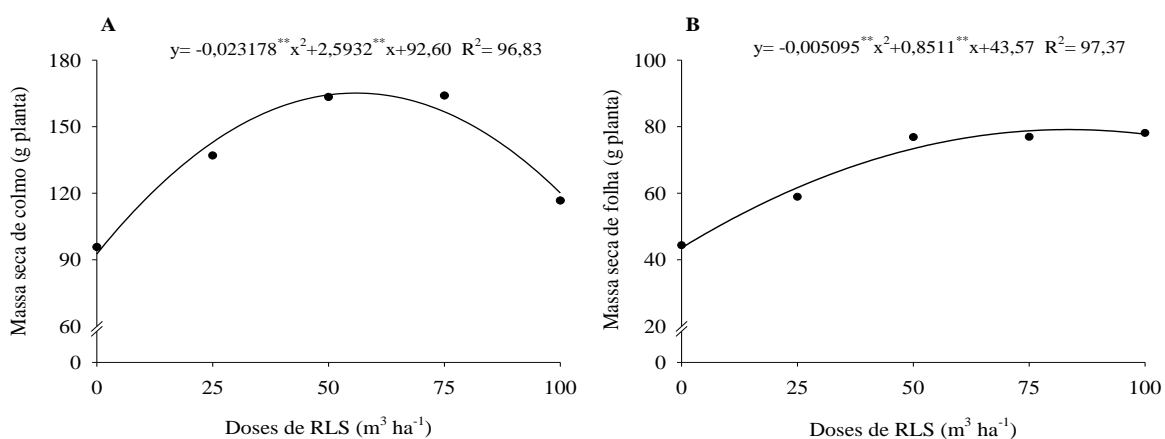 A
y= -0,023178**x²+2,5932**x+92,60 R²= 96,83
180
150
120
90
60
0
Massa seca de colmo (g planta)
0 25 50 75 100
Doses de RLS (m³ ha⁻¹)
B
y= -0,005095**x²+0,8511**x+43,57 R²= 97,37
100
80
60
40
20
0
Massa seca de folha (g planta)
0 25 50 75 100
Doses de RLS (m³ ha⁻¹)